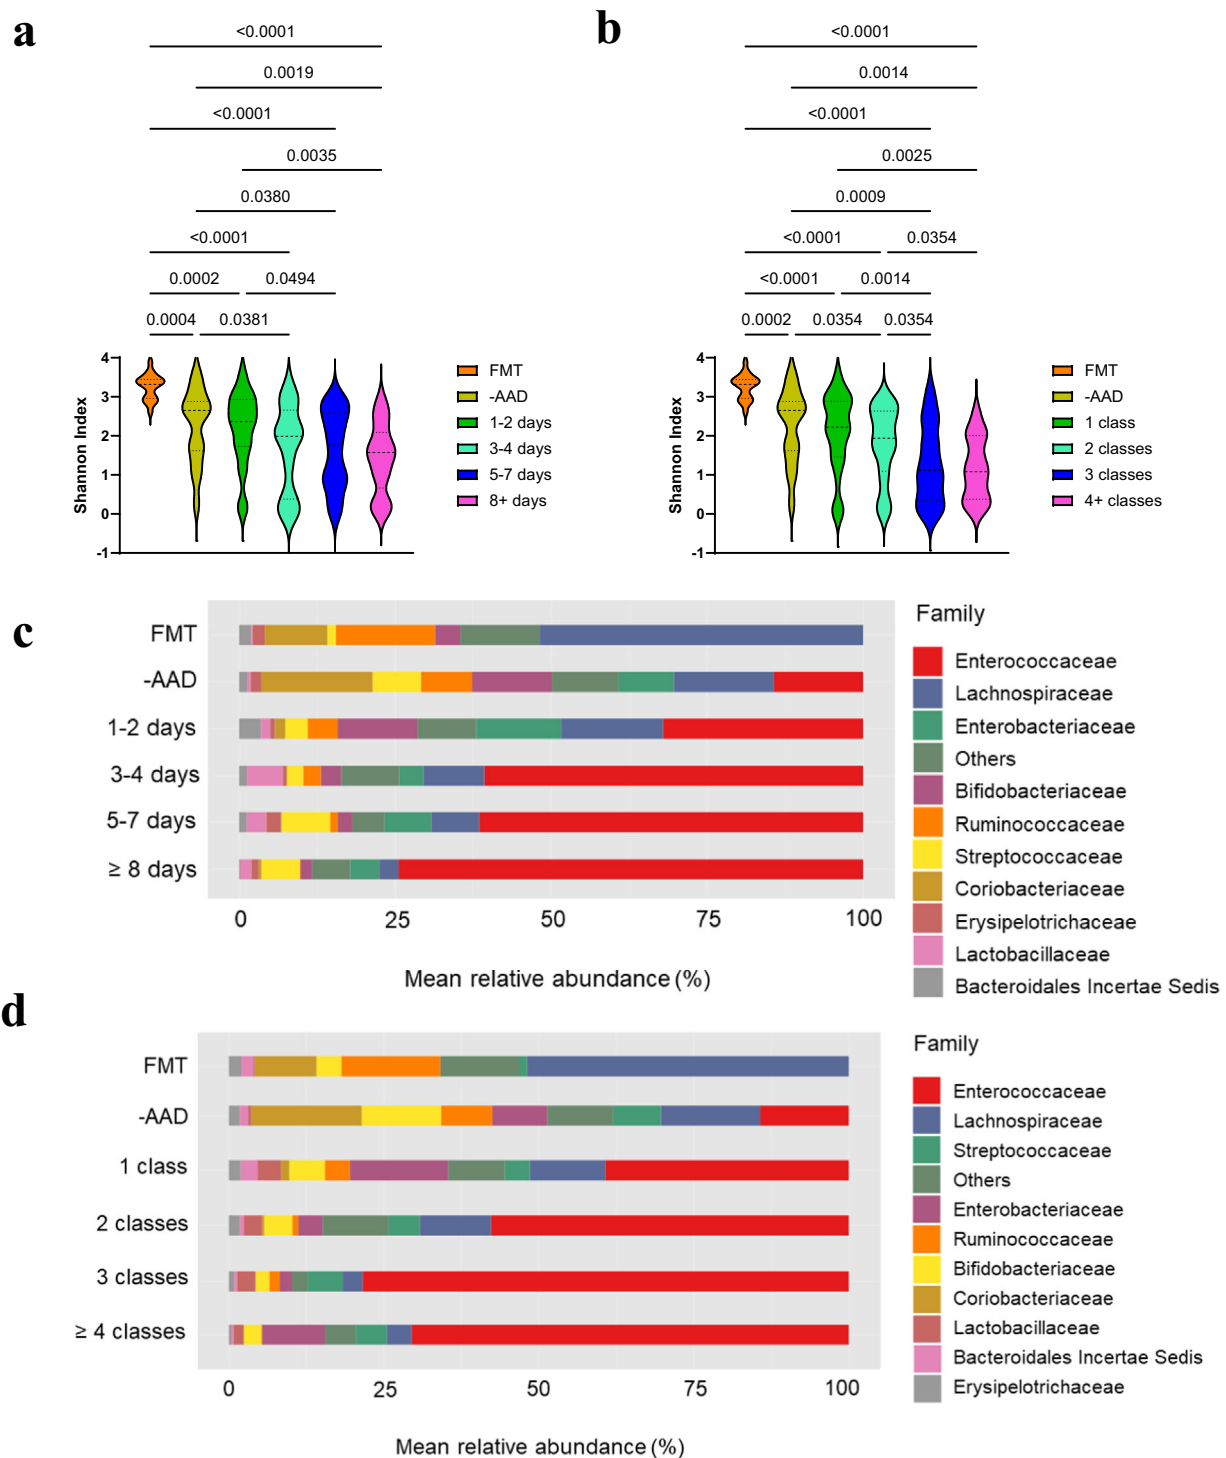 a
<0.0001
0.0019
<0.0001
0.0035
0.0380
<0.0001
0.0002 0.0494
0.0004 0.0381
Shannon Index
4
3
2
1
0
-1
FMT
-AAD
1-2 days
3-4 days
5-7 days
8+ days
b
<0.0001
0.0014
<0.0001
0.0025
0.0009
<0.0001 0.0354
<0.0001 0.0014
0.0002 0.0354 0.0354
Shannon Index
4
3
2
1
0
-1
FMT
-AAD
1 class
2 classes
3 classes
4+ classes
c
FMT
-AAD
1-2 days
3-4 days
5-7 days
≥ 8 days
0 25 50 75 100
Mean relative abundance (%)
Family
Enterococcaceae
Lachnospiraceae
Enterobacteriaceae
Others
Bifidobacteriaceae
Ruminococcaceae
Streptococcaceae
Coriobacteriaceae
Erysipelotrichaceae
Lactobacillaceae
Bacteroidales Incertae Sedis
d
FMT
-AAD
1 class
2 classes
3 classes
≥ 4 classes
0 25 50 75 100
Mean relative abundance (%)
Family
Enterococcaceae
Lachnospiraceae
Streptococcaceae
Others
Enterobacteriaceae
Ruminococcaceae
Bifidobacteriaceae
Coriobacteriaceae
Lactobacillaceae
Bacteroidales Incertae Sedis
Erysipelotrichaceae